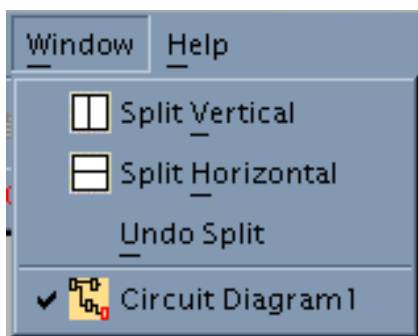 Window Help
Split Vertical
Split Horizontal
Undo Split
Circuit Diagram1